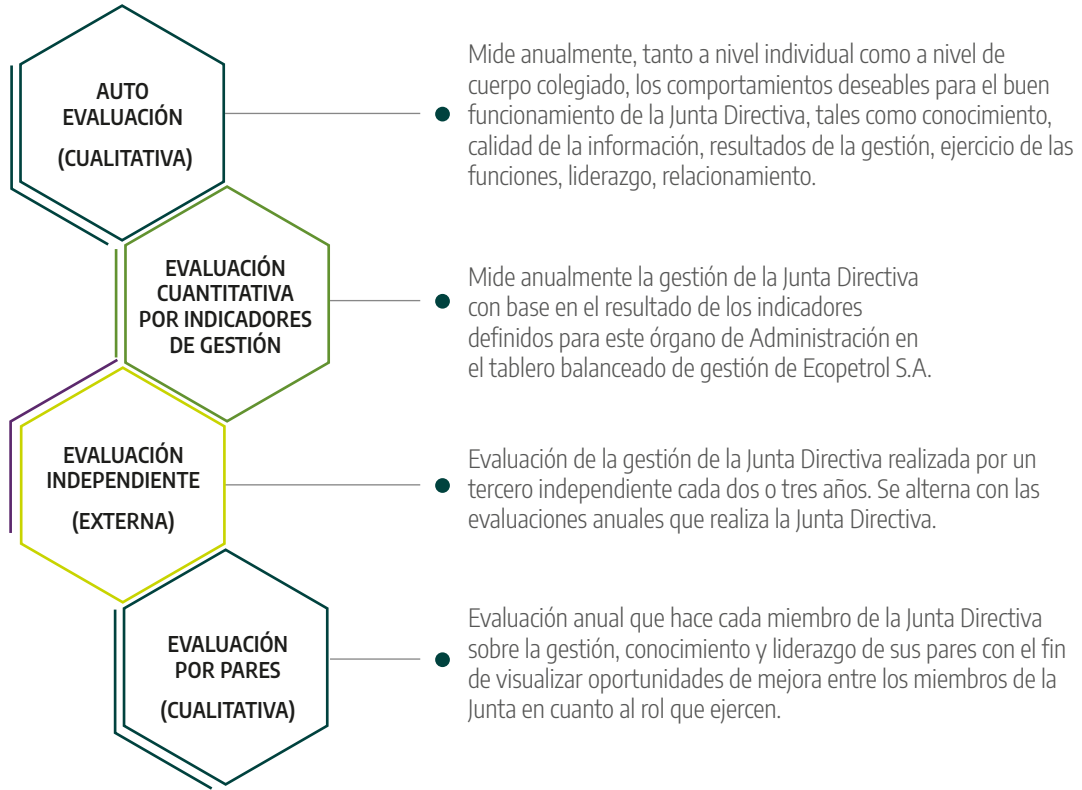 AUTO
EVALUACIÓN
(CUALITATIVA)
Mide anualmente, tanto a nivel individual como a nivel de
cuerpo colegiado, los comportamientos deseables para el buen
funcionamiento de la Junta Directiva, tales como conocimiento,
calidad de la información, resultados de la gestión, ejercicio de las
funciones, liderazgo, relacionamiento.
EVALUACIÓN
CUANTITATIVA
POR INDICADORES
DE GESTIÓN
Mide anualmente la gestión de la Junta Directiva
con base en el resultado de los indicadores
definidos para este órgano de Administración en
el tablero balanceado de gestión de Ecopetrol S.A.
EVALUACIÓN
INDEPENDIENTE
(EXTERNA)
Evaluación de la gestión de la Junta Directiva realizada por un
tercero independiente cada dos o tres años. Se alterna con las
evaluaciones anuales que realiza la Junta Directiva.
EVALUACIÓN
POR PARES
(CUALITATIVA)
Evaluación anual que hace cada miembro de la Junta Directiva
sobre la gestión, conocimiento y liderazgo de sus pares con el fin
de visualizar oportunidades de mejora entre los miembros de la
Junta en cuanto al rol que ejercen.